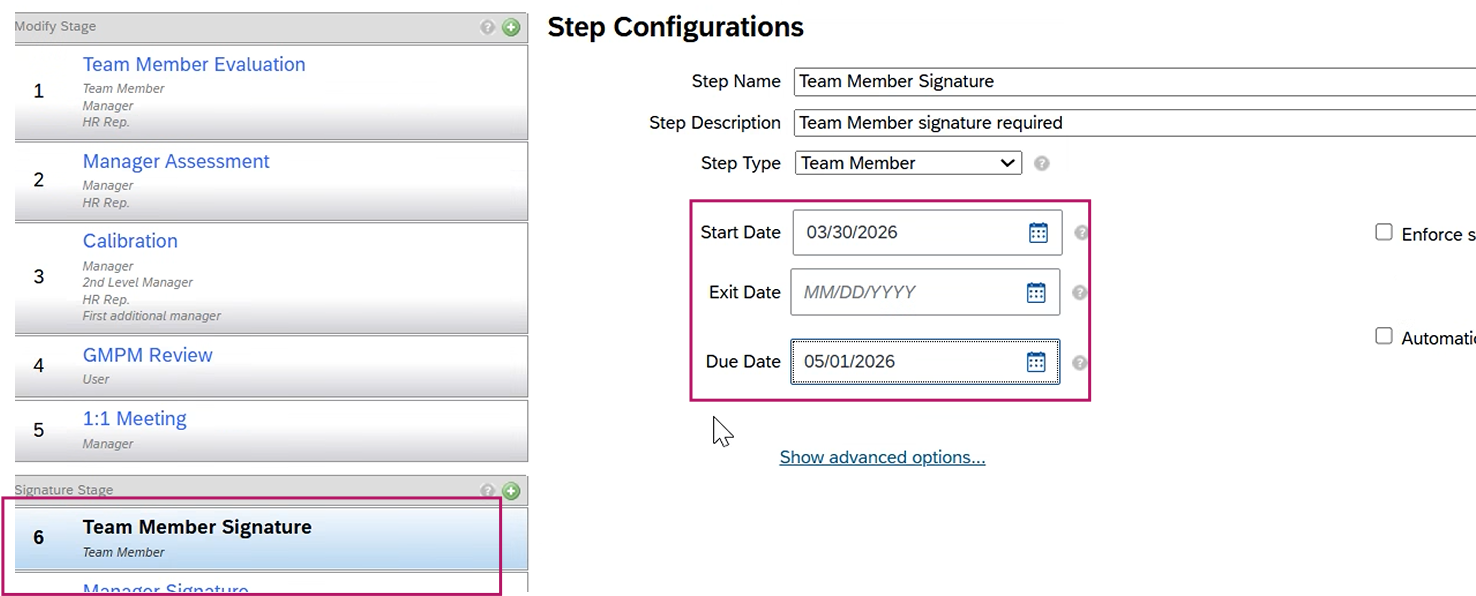 Modify Stage
1
Team Member Evaluation
Team Member
Manager
HR Rep.
2
Manager Assessment
Manager
HR Rep.
3
Calibration
Manager
2nd Level Manager
HR Rep.
First additional manager
4
GMPM Review
User
5
1:1 Meeting
Manager
Signature Stage
6
Team Member Signature
Team Member
Manager Signature
Step Configurations
Step Name Team Member Signature
Step Description Team Member signature required
Step Type Team Member
Start Date 03/30/2026
Enforce s
Exit Date MM/DD/YYYY
Automatic
Due Date 05/01/2026
Show advanced options...